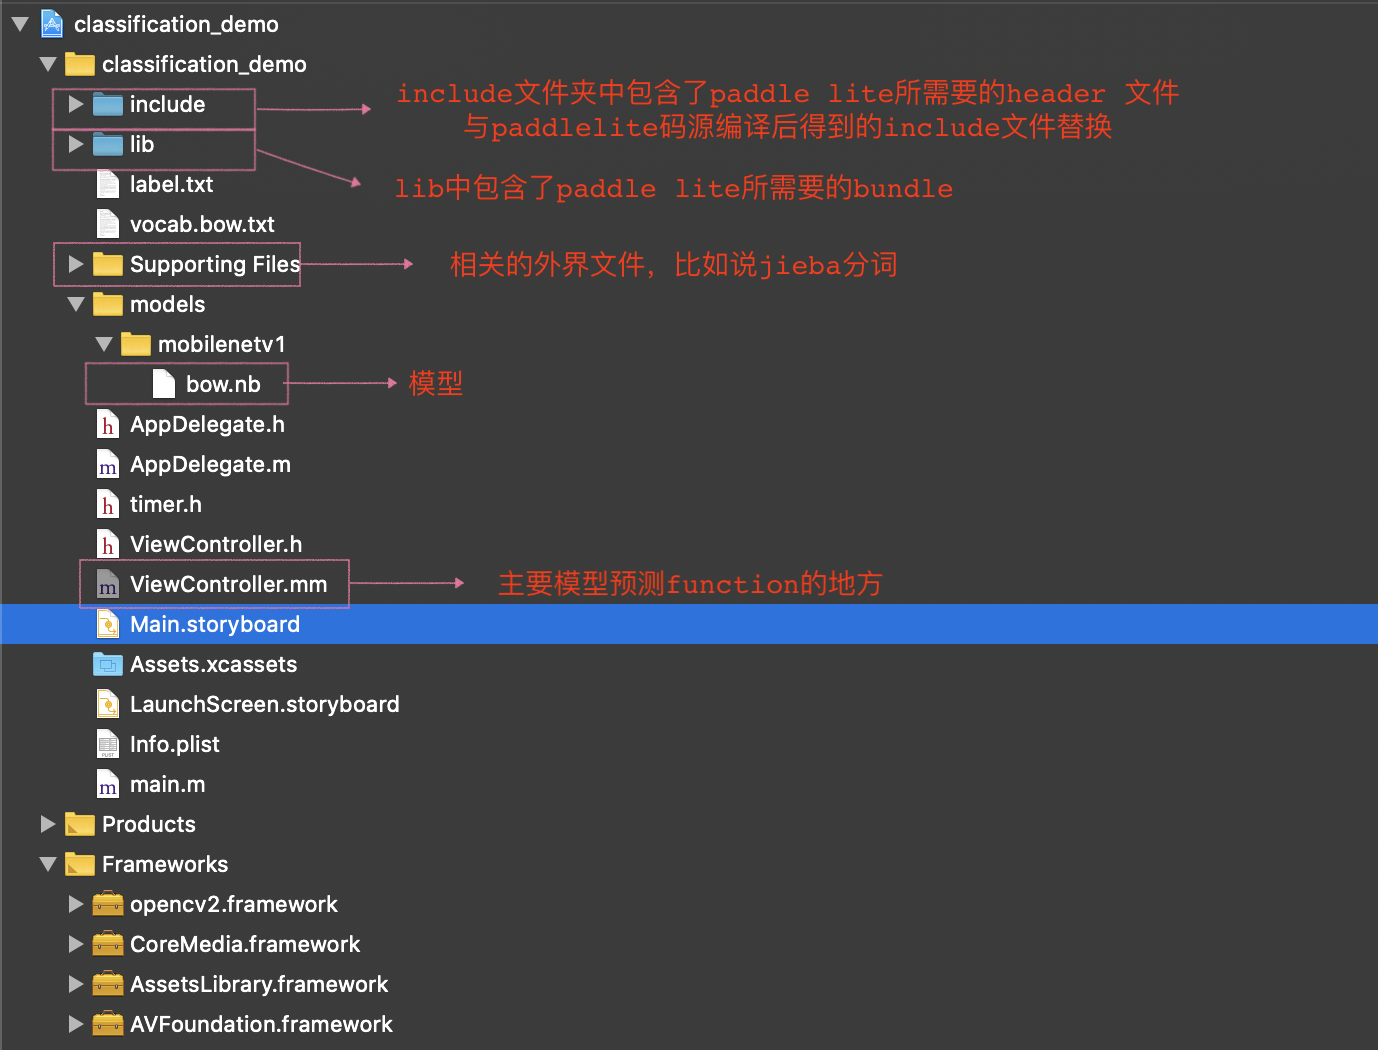 classification_demo
classification_demo
include
include文件夹中包含了paddle lite所需要的header 文件
与paddlelite码源编译后得到的include文件替换
lib
lib中包含了paddle lite所需要的bundle
label.txt
vocab.bow.txt
Supporting Files
相关的外界文件，比如说jieba分词
models
mobilenetv1
bow.nb
模型
h AppDelegate.h
m AppDelegate.m
h timer.h
h ViewController.h
m ViewController.mm
主要模型预测function的地方
Main.storyboard
Assets.xcassets
LaunchScreen.storyboard
PLIST Info.plist
m main.m
Products
Frameworks
opencv2.framework
CoreMedia.framework
AssetsLibrary.framework
AVFoundation.framework